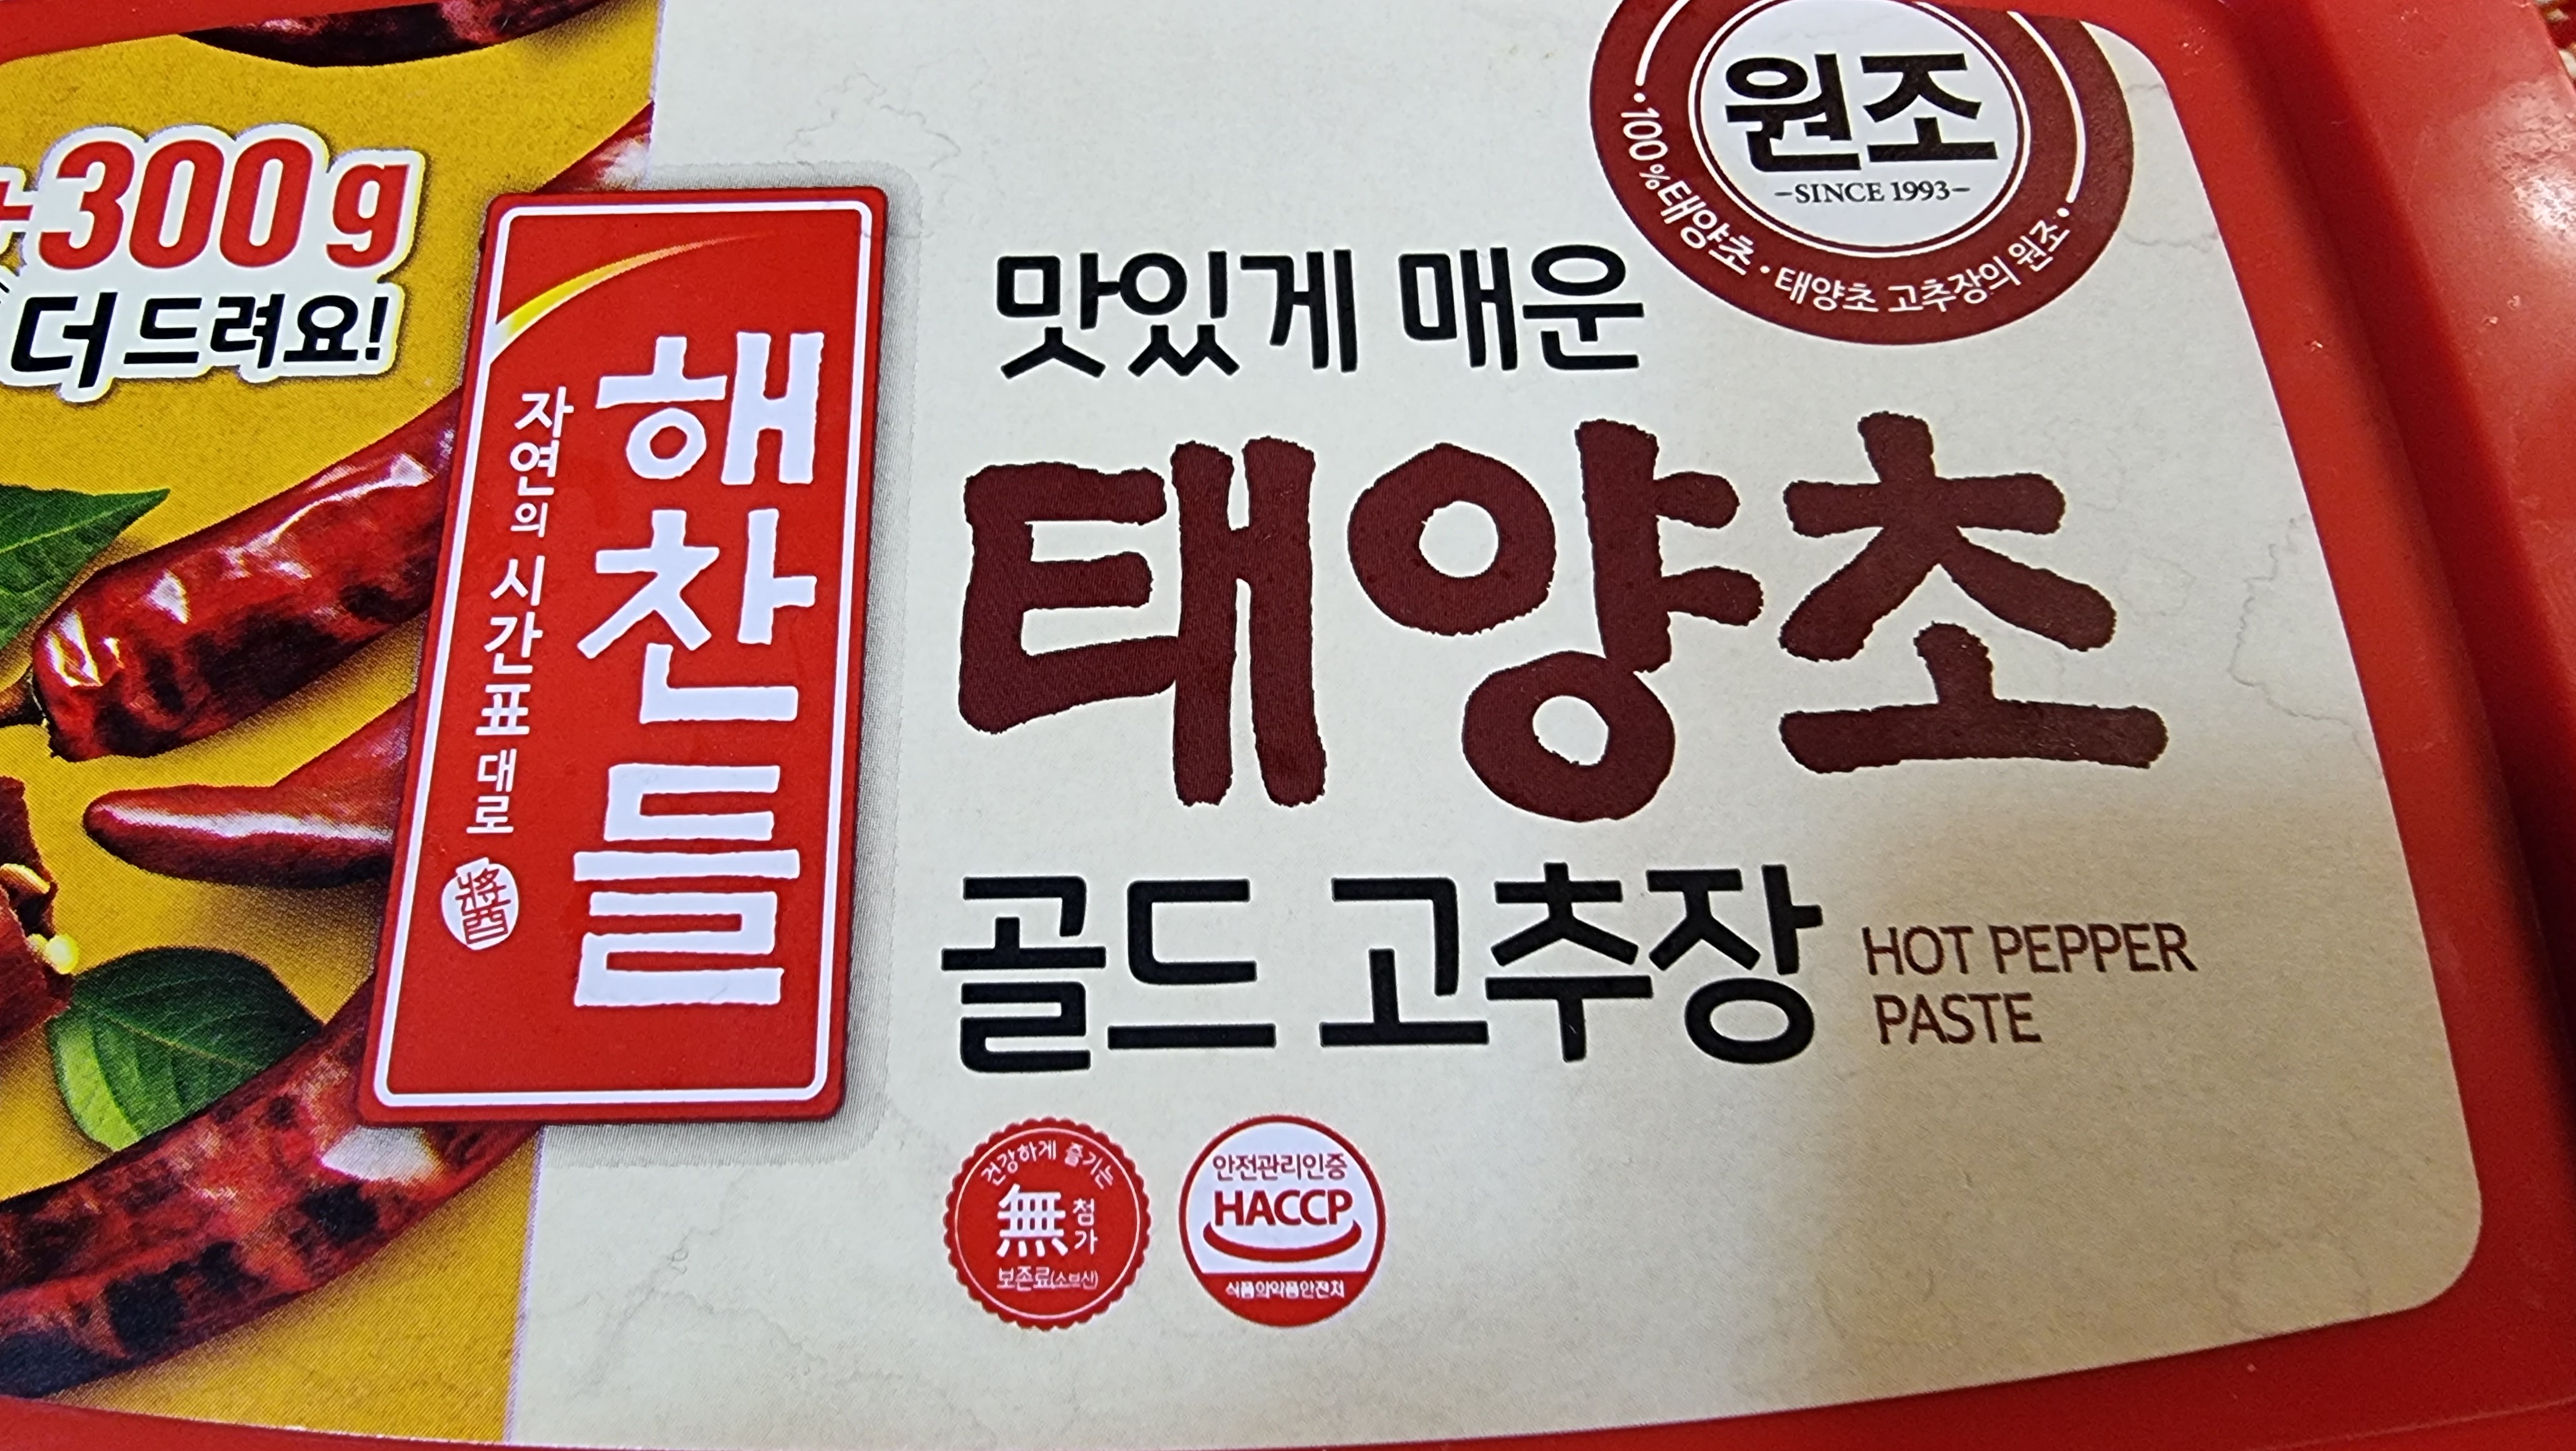 +300g
더 드려요!
해찬들
자연의 시간표대로
醬
원조
-SINCE 1993-
·100%태양초·태양초 고추장의 원조·
맛있게 매운
태양초
골드 고추장
HOT PEPPER
PASTE
건강하게 즐기는
無 첨가
보존료(소브산)
안전관리인증
HACCP
식품의약품안전처